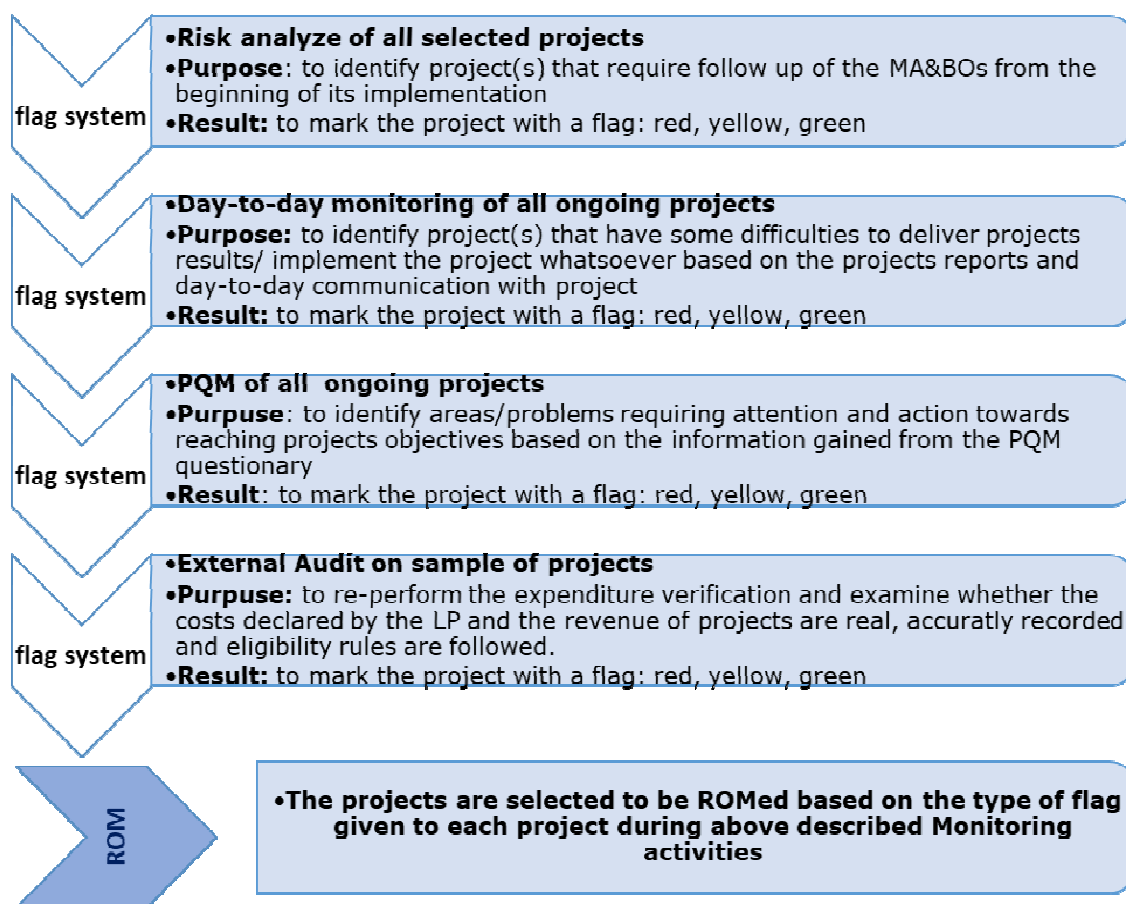 flag system
•Risk analyze of all selected projects
•Purpose: to identify project(s) that require follow up of the MA&BOs from the
beginning of its implementation
•Result: to mark the project with a flag: red, yellow, green
flag system
•Day-to-day monitoring of all ongoing projects
•Purpose: to identify project(s) that have some difficulties to deliver projects
results/ implement the project whatsoever based on the projects reports and
day-to-day communication with project
•Result: to mark the project with a flag: red, yellow, green
flag system
•PQM of all ongoing projects
•Purpuse: to identify areas/problems requiring attention and action towards
reaching projects objectives based on the information gained from the PQM
questionary
•Result: to mark the project with a flag: red, yellow, green
flag system
•External Audit on sample of projects
•Purpuse: to re-perform the expenditure verification and examine whether the
costs declared by the LP and the revenue of projects are real, accuratly recorded
and eligibility rules are followed.
•Result: to mark the project with a flag: red, yellow, green
ROM
•The projects are selected to be ROMed based on the type of flag
given to each project during above described Monitoring
activities